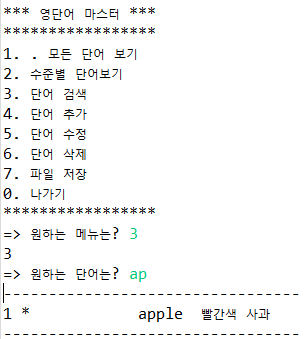 *** 영단어 마스터 ***
*****************
1. . 모든 단어 보기
2. 수준별 단어보기
3. 단어 검색
4. 단어 추가
5. 단어 수정
6. 단어 삭제
7. 파일 저장
0. 나가기
*****************
=> 원하는 메뉴는? 3
3
=> 원하는 단어는? ap
---------------------------------
1 * apple 빨간색 사과
---------------------------------